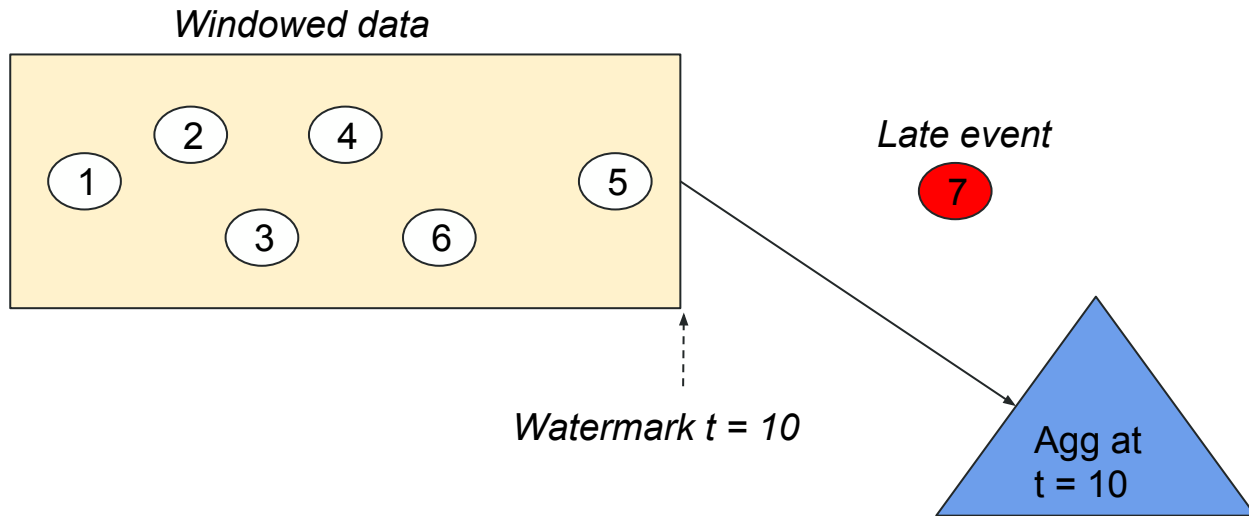 Windowed data
2
4
Late event
1
5
7
3
6
Watermark t = 10
Agg at
t = 10